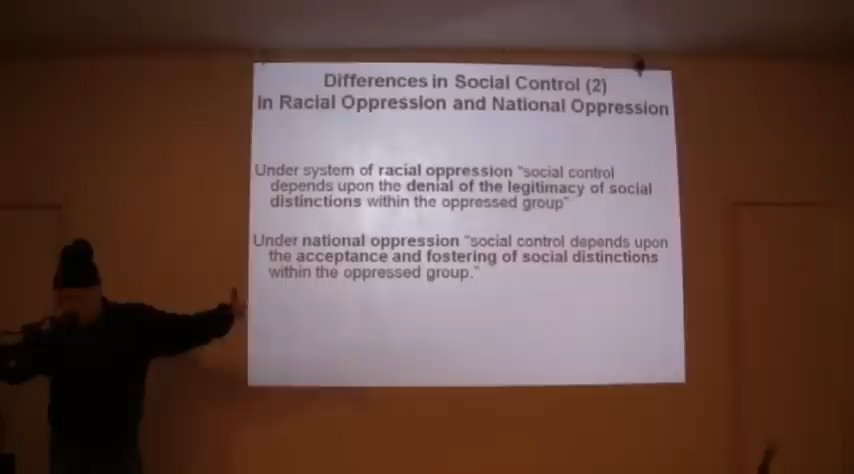 Differences in Social Control (2)
in Racial Oppression and National Oppression
Under system of racial oppression "social control
depends upon the denial of the legitimacy of social
distinctions within the oppressed group"
Under national oppression "social control depends upon
the acceptance and fostering of social distinctions
within the oppressed group."